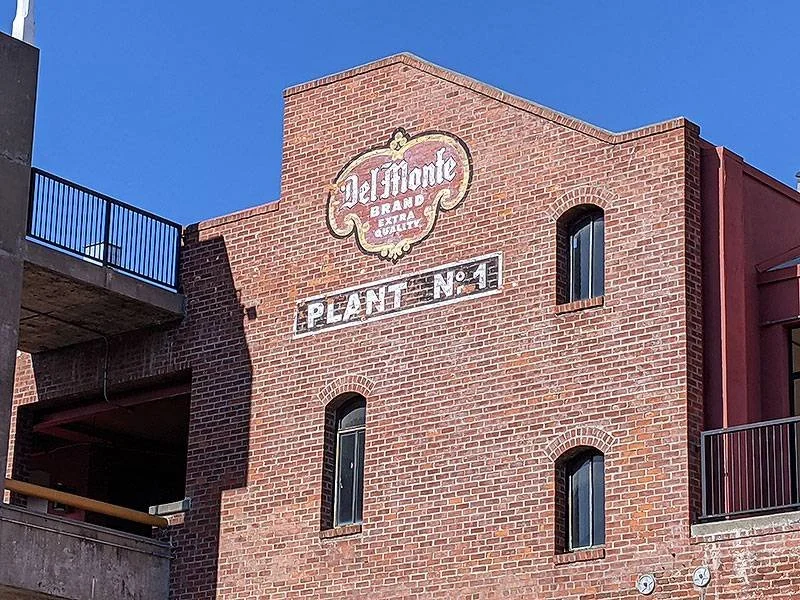 Del Monte
BRAND
EXTRA
QUALITY
PLANT No. 1